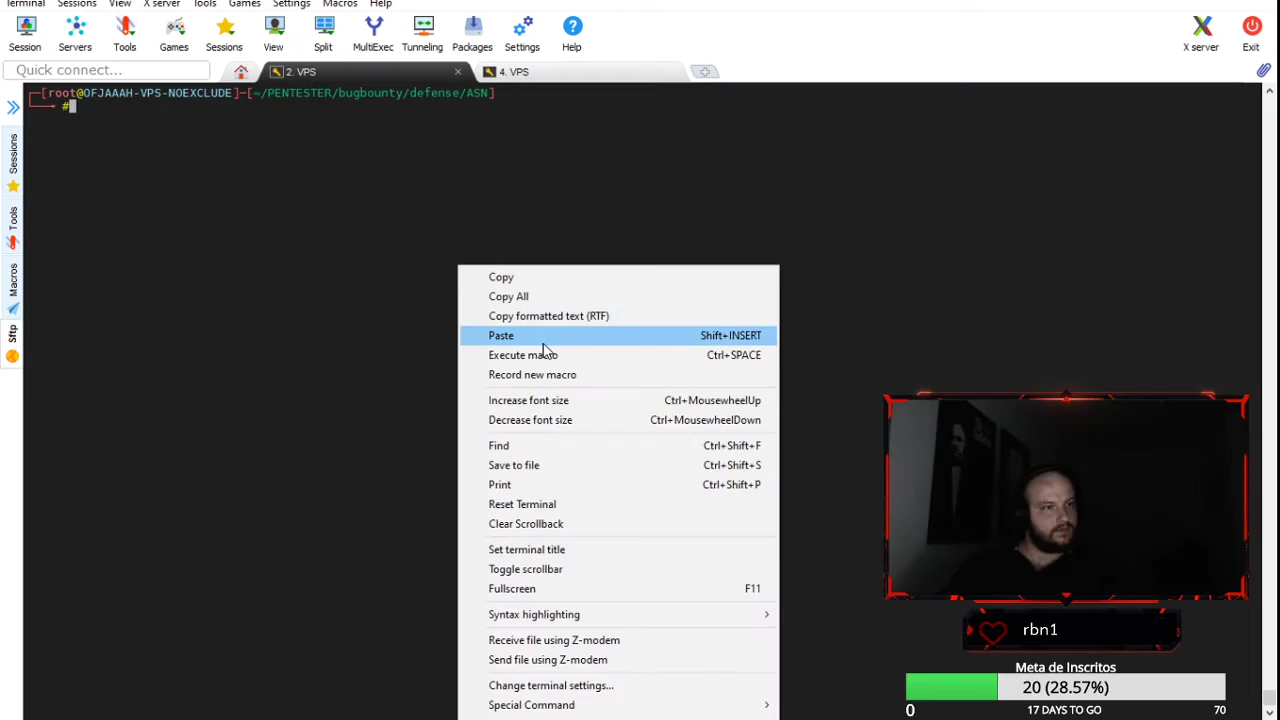 Terminal Sessions View X server Tools Games Settings Macros Help
Session Servers Tools Games Sessions View Split MultiExec Tunneling Packages Settings Help X server Exit
Quick connect... 2. VPS 4. VPS
┌─[root@OFJAAAH-VPS-NOEXCLUDE]─[~/PENTESTER/bugbounty/defense/ASN]
└──╼ #
Sessions
Tools
Macros
Sftp
Copy
Copy All
Copy formatted text (RTF)
Paste Shift+INSERT
Execute macro Ctrl+SPACE
Record new macro
Increase font size Ctrl+MousewheelUp
Decrease font size Ctrl+MousewheelDown
Find Ctrl+Shift+F
Save to file Ctrl+Shift+S
Print Ctrl+Shift+P
Reset Terminal
Clear Scrollback
Set terminal title
Toggle scrollbar
Fullscreen F11
Syntax highlighting
Receive file using Z-modem
Send file using Z-modem
Change terminal settings...
Special Command
rbn1
Meta de Inscritos
20 (28.57%)
0 17 DAYS TO GO 70